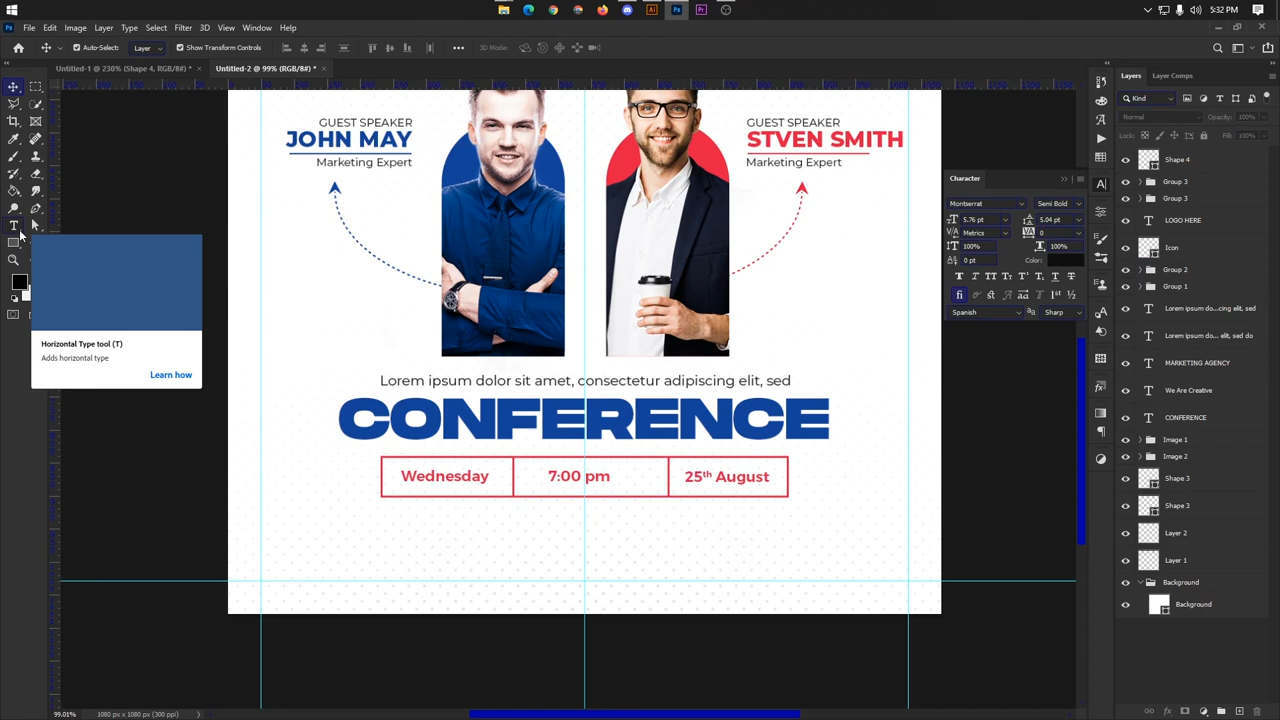 5:32 PM
Ps File Edit Image Layer Type Select Filter 3D View Window Help
Auto-Select: Layer Show Transform Controls 3D Mode:
Untitled-1 @ 230% (Shape 4, RGB/8#) * × Untitled-2 @ 99% (RGB/8#) * ×
Horizontal Type tool (T)
Adds horizontal type
Learn how
GUEST SPEAKER
JOHN MAY
Marketing Expert
GUEST SPEAKER
STVEN SMITH
Marketing Expert
Lorem ipsum dolor sit amet, consectetur adipiscing elit, sed
CONFERENCE
Wednesday
7:00 pm
25th August
Character
Montserrat Semi Bold
5.76 pt 5.04 pt
Metrics 0
100% 100%
0 pt Color:
Spanish Sharp
Layers Layer Comps
Kind
Normal Opacity: 100%
Lock: Fill: 100%
Shape 4
Group 3
Group 3
LOGO HERE
Icon
Group 2
Group 1
Lorem ipsum do...cing elit, sed
Lorem ipsum do... elit, sed do
MARKETING AGENCY
We Are Creative
CONFERENCE
Image 1
Image 2
Shape 3
Shape 3
Layer 2
Layer 1
Background
Background
99.01% 1080 px x 1080 px (300 ppi)